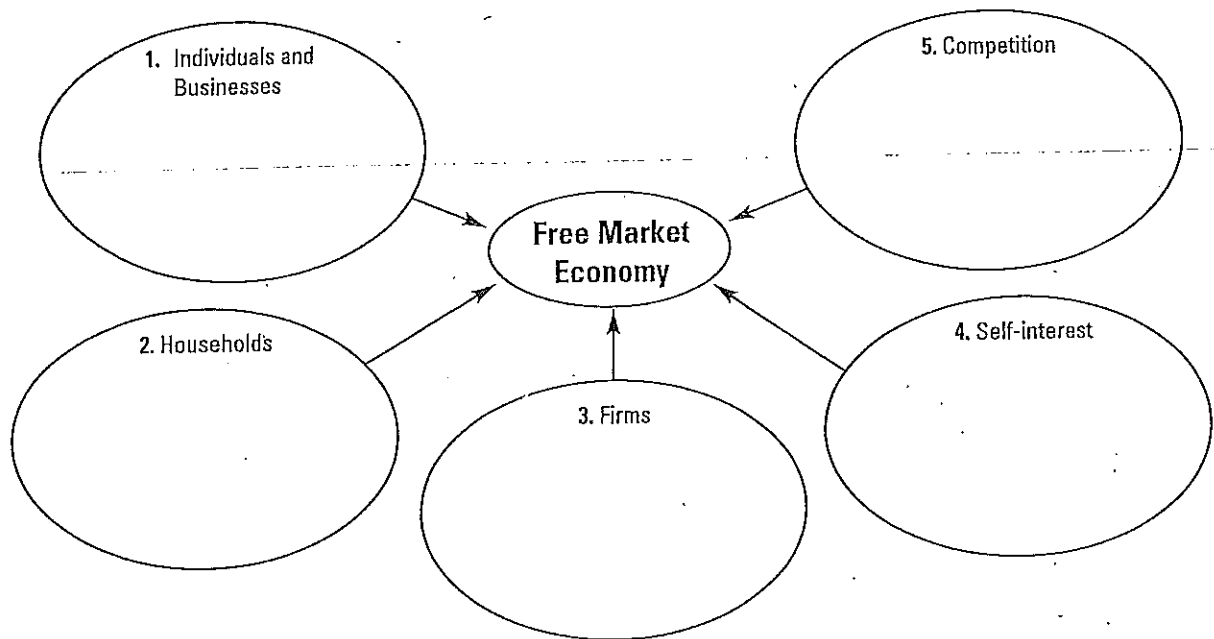 1. Individuals and
Businesses
5. Competition
Free Market
Economy
2. Households
4. Self-interest
3. Firms